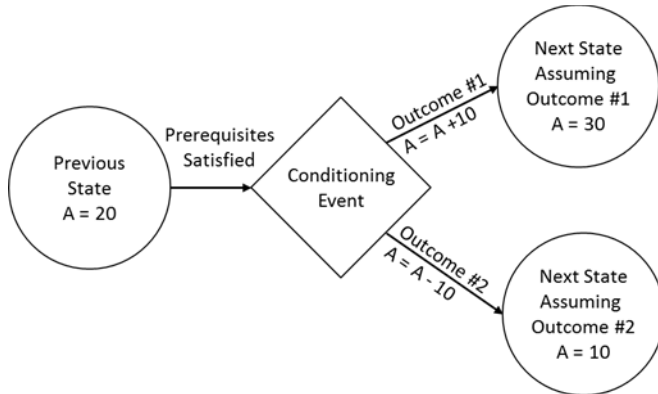 Previous
State
A = 20
Prerequisites
Satisfied
Conditioning
Event
Outcome #1
A = A +10
Next State
Assuming
Outcome #1
A = 30
Outcome #2
A = A - 10
Next State
Assuming
Outcome #2
A = 10